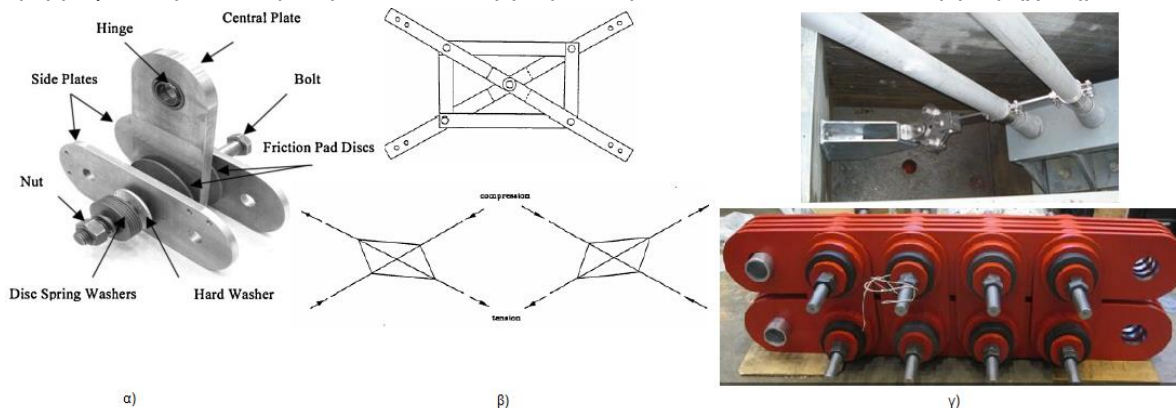 Hinge
Central Plate
Side Plates
Bolt
Friction Pad Discs
Nut
Disc Spring Washers
Hard Washer
compression
tension
α)
β)
γ)